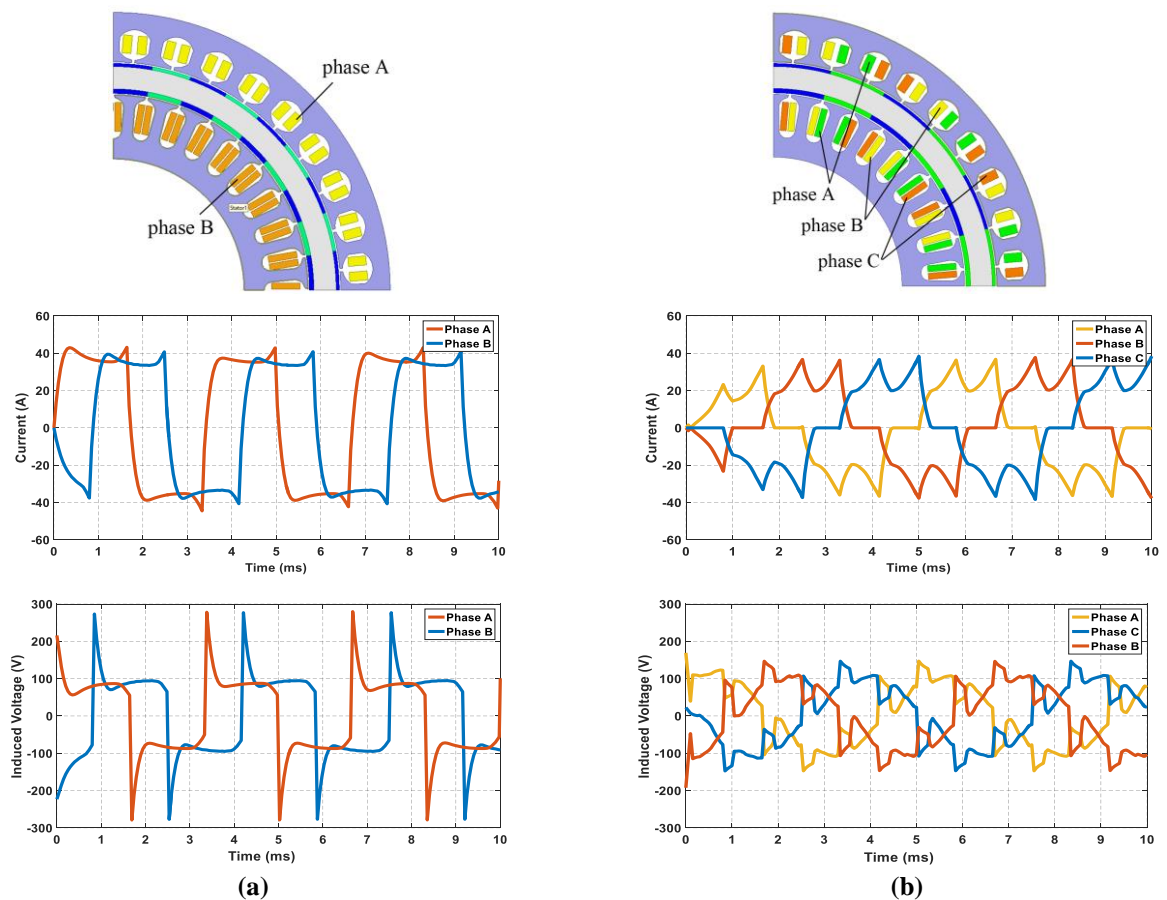 phase A
phase B
Stator1
phase A
phase B
phase C
60
40
20
0
-20
-40
-60
Current (A)
Phase A
Phase B
0 1 2 3 4 5 6 7 8 9 10
Time (ms)
60
40
20
0
-20
-40
-60
Current (A)
Phase A
Phase B
Phase C
0 1 2 3 4 5 6 7 8 9 10
Time (ms)
300
200
100
0
-100
-200
-300
Induced Voltage (V)
Phase A
Phase B
0 1 2 3 4 5 6 7 8 9 10
Time (ms)
300
200
100
0
-100
-200
-300
Induced Voltage (V)
Phase A
Phase C
Phase B
0 1 2 3 4 5 6 7 8 9 10
Time (ms)
(a)
(b)